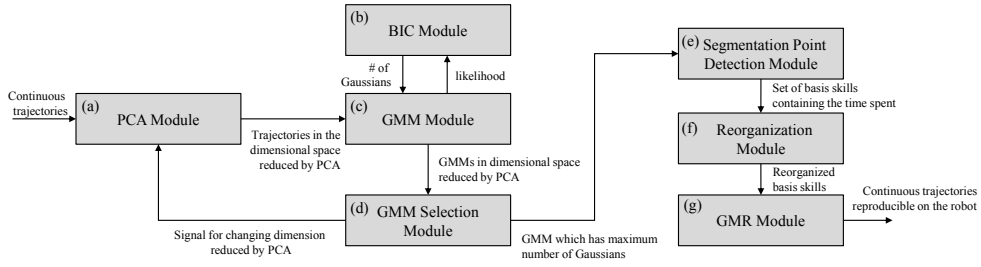 (a)
PCA Module
Continuous
trajectories
(b)
BIC Module
# of
Gaussians
likelihood
(c)
GMM Module
Trajectories in the
dimensional space
reduced by PCA
GMMs in dimensional space
reduced by PCA
(d)
GMM Selection
Module
Signal for changing dimension
reduced by PCA
GMM which has maximum
number of Gaussians
(e)
Segmentation Point
Detection Module
Set of basis skills
containing the time spent
(f)
Reorganization
Module
Reorganized
basis skills
(g)
GMR Module
Continuous trajectories
reproducible on the robot